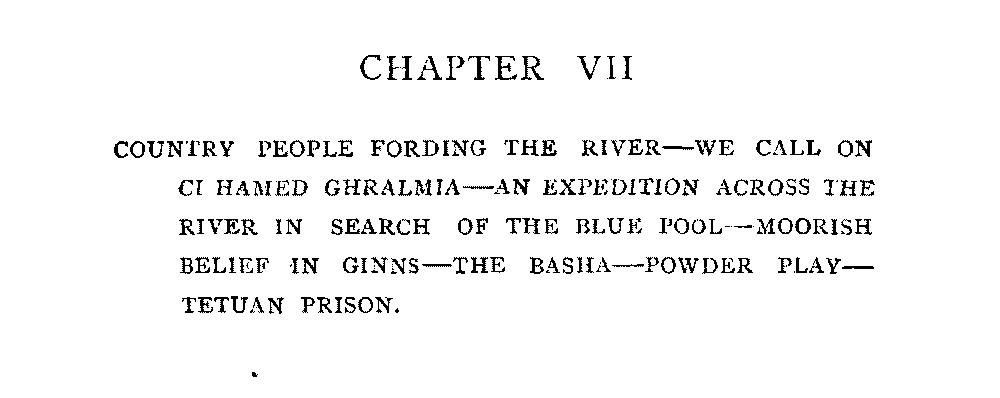 CHAPTER VII
COUNTRY PEOPLE FORDING THE RIVER—WE CALL ON
CI HAMED GHRALMIA—AN EXPEDITION ACROSS THE
RIVER IN SEARCH OF THE BLUE POOL—MOORISH
BELIEF IN GINNS—THE BASHA—POWDER PLAY—
TETUAN PRISON.